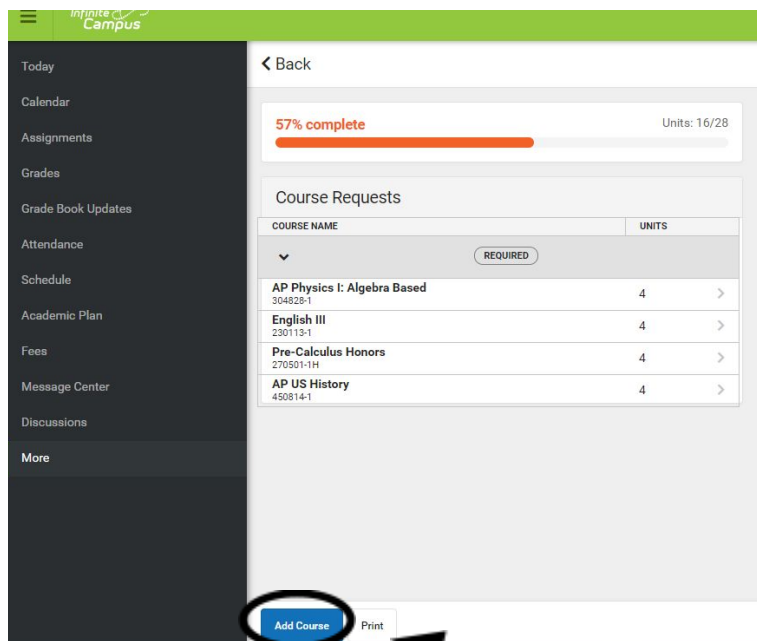 Infinite
Campus
Today
Calendar
Assignments
Grades
Grade Book Updates
Attendance
Schedule
Academic Plan
Fees
Message Center
Discussions
More
Back
57% complete
Units: 16/28
Course Requests
COURSE NAME UNITS
REQUIRED
AP Physics I: Algebra Based
304828-1
4
English III
230113-1
4
Pre-Calculus Honors
270501-1H
4
AP US History
450814-1
4
Add Course Print